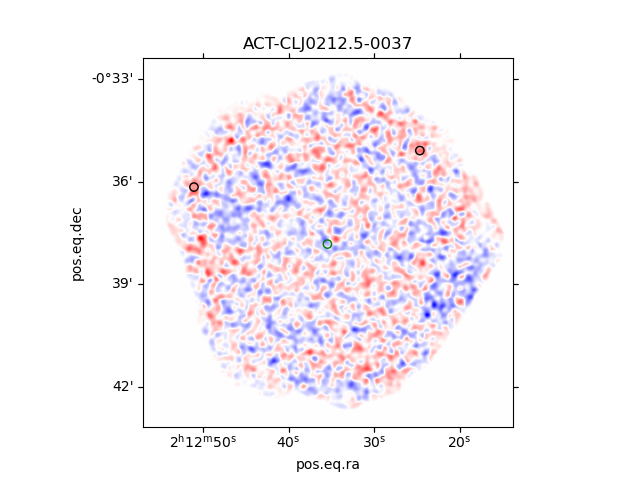 ACT-CLJ0212.5-0037
-0°33'
36'
39'
42'
pos.eq.dec
2ʰ12ᵐ50ˢ 40ˢ 30ˢ 20ˢ
pos.eq.ra